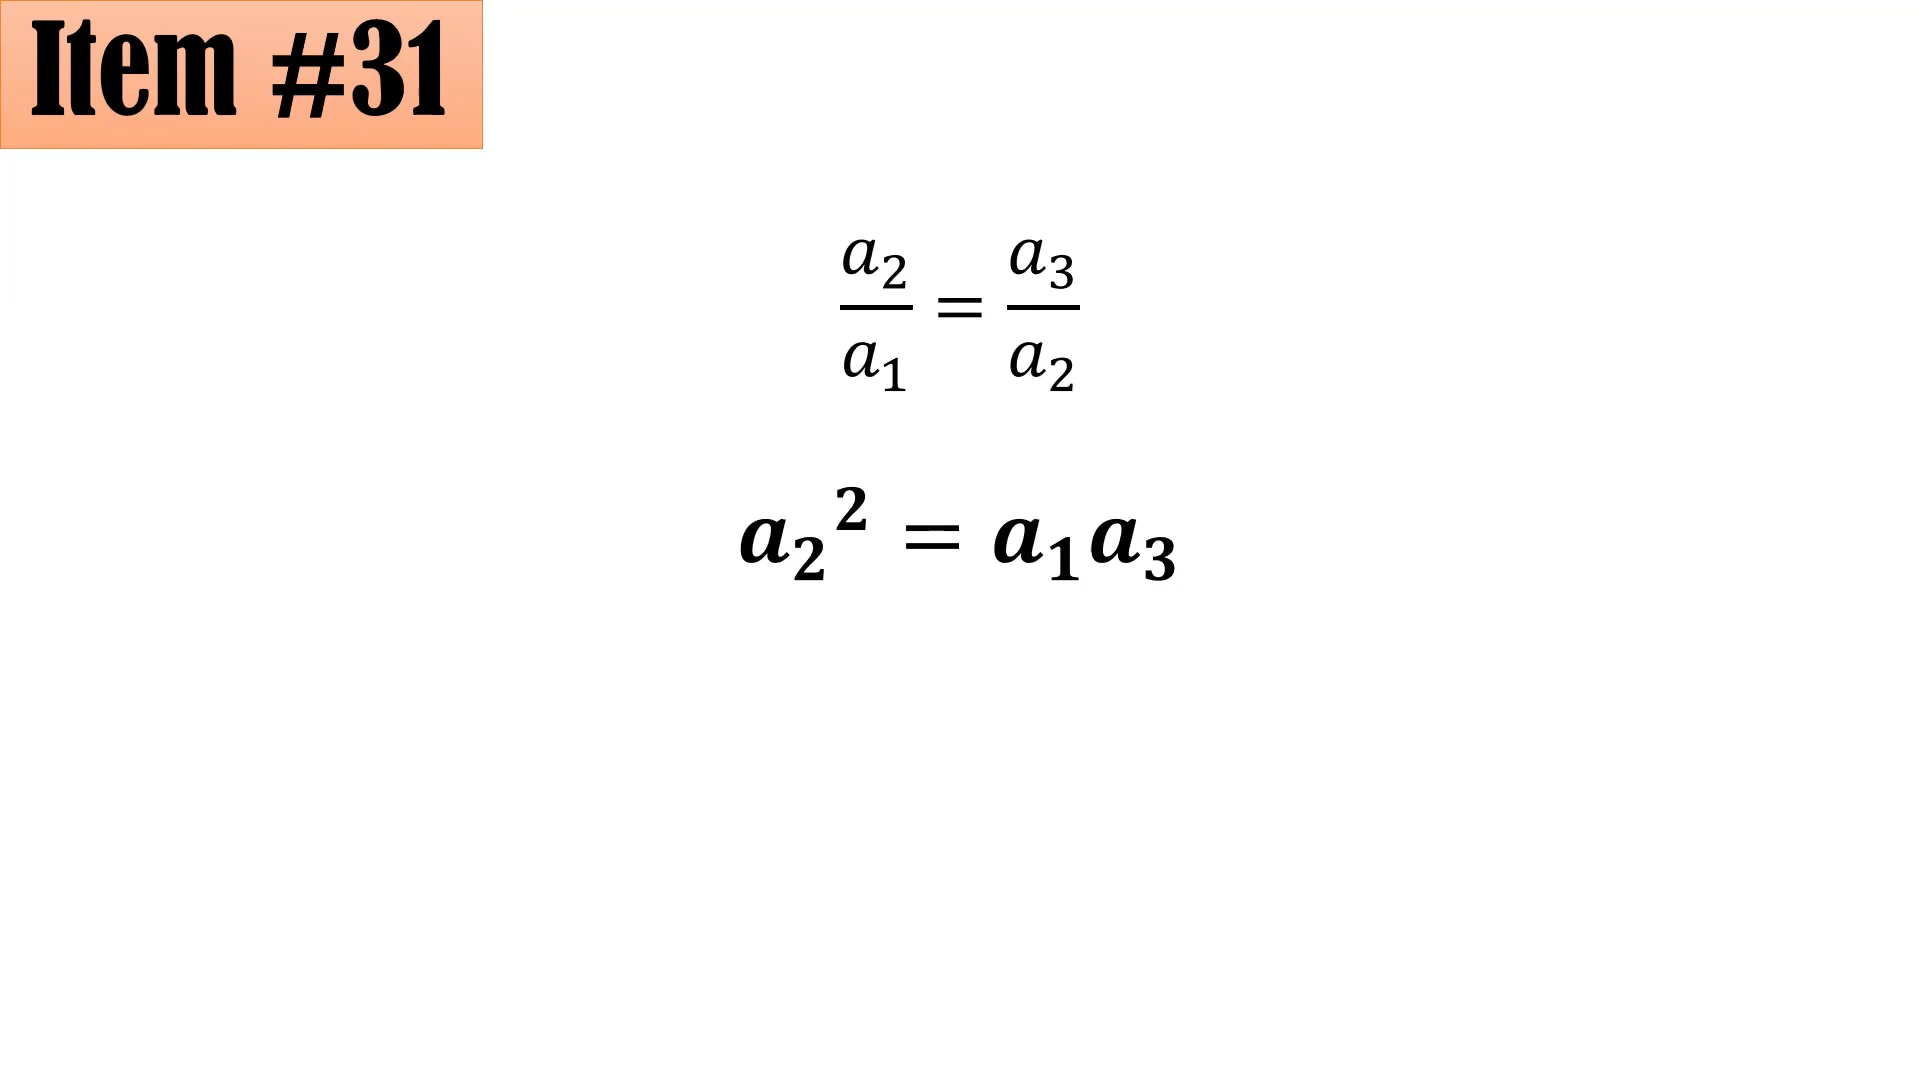 Item #31
a₂/a₁ = a₃/a₂
a₂² = a₁a₃